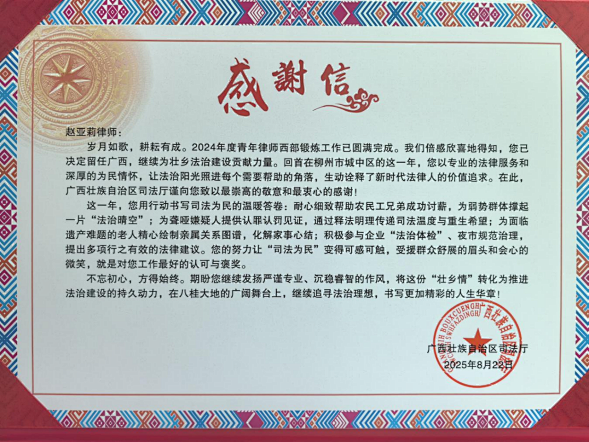 感謝信
赵亚莉律师：
岁月如歌，耕耘有成。2024年度青年律师西部锻炼工作已圆满完成。我们倍感欣喜地得知，您已
决定留任广西，继续为壮乡法治建设贡献力量。回首在柳州市城中区的这一年，您以专业的法律服务和
深厚的为民情怀，让法治阳光照进每个需要帮助的角落，生动诠释了新时代法律人的价值追求。在此，
广西壮族自治区司法厅谨向您致以最崇高的敬意和最衷心的感谢！
这一年，您用行动书写司法为民的温暖答卷：耐心细致帮助农民工兄弟成功讨薪，为弱势群体撑起
一片“法治晴空”；为聋哑嫌疑人提供认罪认罚见证，通过释法明理传递司法温度与重生希望；为面临
遗产难题的老人精心绘制亲属关系图谱，化解家事心结；积极参与企业“法治体检”、夜市规范治理，
提出多项行之有效的法律建议。您的努力让“司法为民”变得可感可触，受援群众舒展的眉头和会心的
微笑，就是对您工作最好的认可与褒奖。
不忘初心，方得始终。期盼您继续发扬严谨专业、沉稳睿智的作风，将这份“壮乡情”转化为推进
法治建设的持久动力，在八桂大地的广阔舞台上，继续追寻法治理想，书写更加精彩的人生华章！
广西壮族自治区司法厅
2025年8月22日
广西壮族自治区司法厅